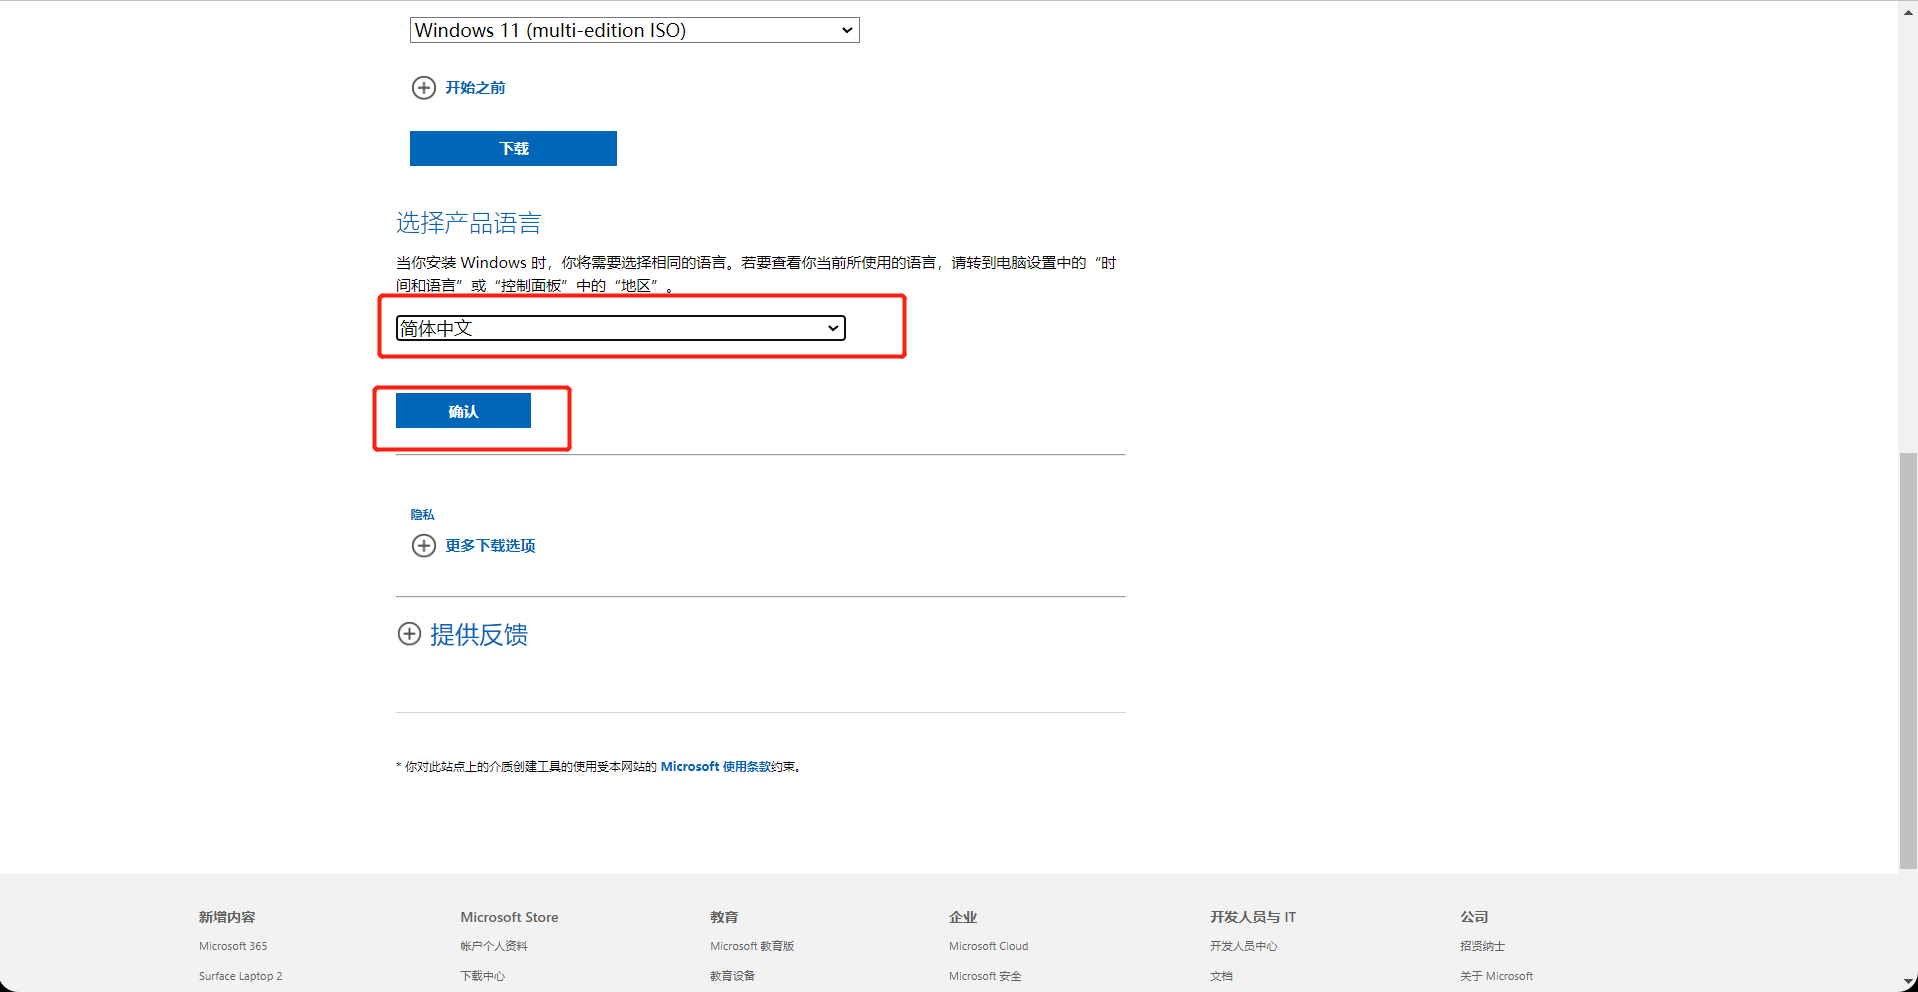 Windows 11 (multi-edition ISO)
开始之前
下载
选择产品语言
当你安装 Windows 时，你将需要选择相同的语言。若要查看你当前所使用的语言，请转到电脑设置中的“时
间和语言”或“控制面板”中的“地区”。
简体中文
确认
隐私
更多下载选项
提供反馈
* 你对此站点上的介质创建工具的使用受本网站的 Microsoft 使用条款约束。
新增内容
Microsoft 365
Surface Laptop 2
Microsoft Store
帐户个人资料
下载中心
教育
Microsoft 教育版
教育设备
企业
Microsoft Cloud
Microsoft 安全
开发人员与 IT
开发人员中心
文档
公司
招贤纳士
关于 Microsoft